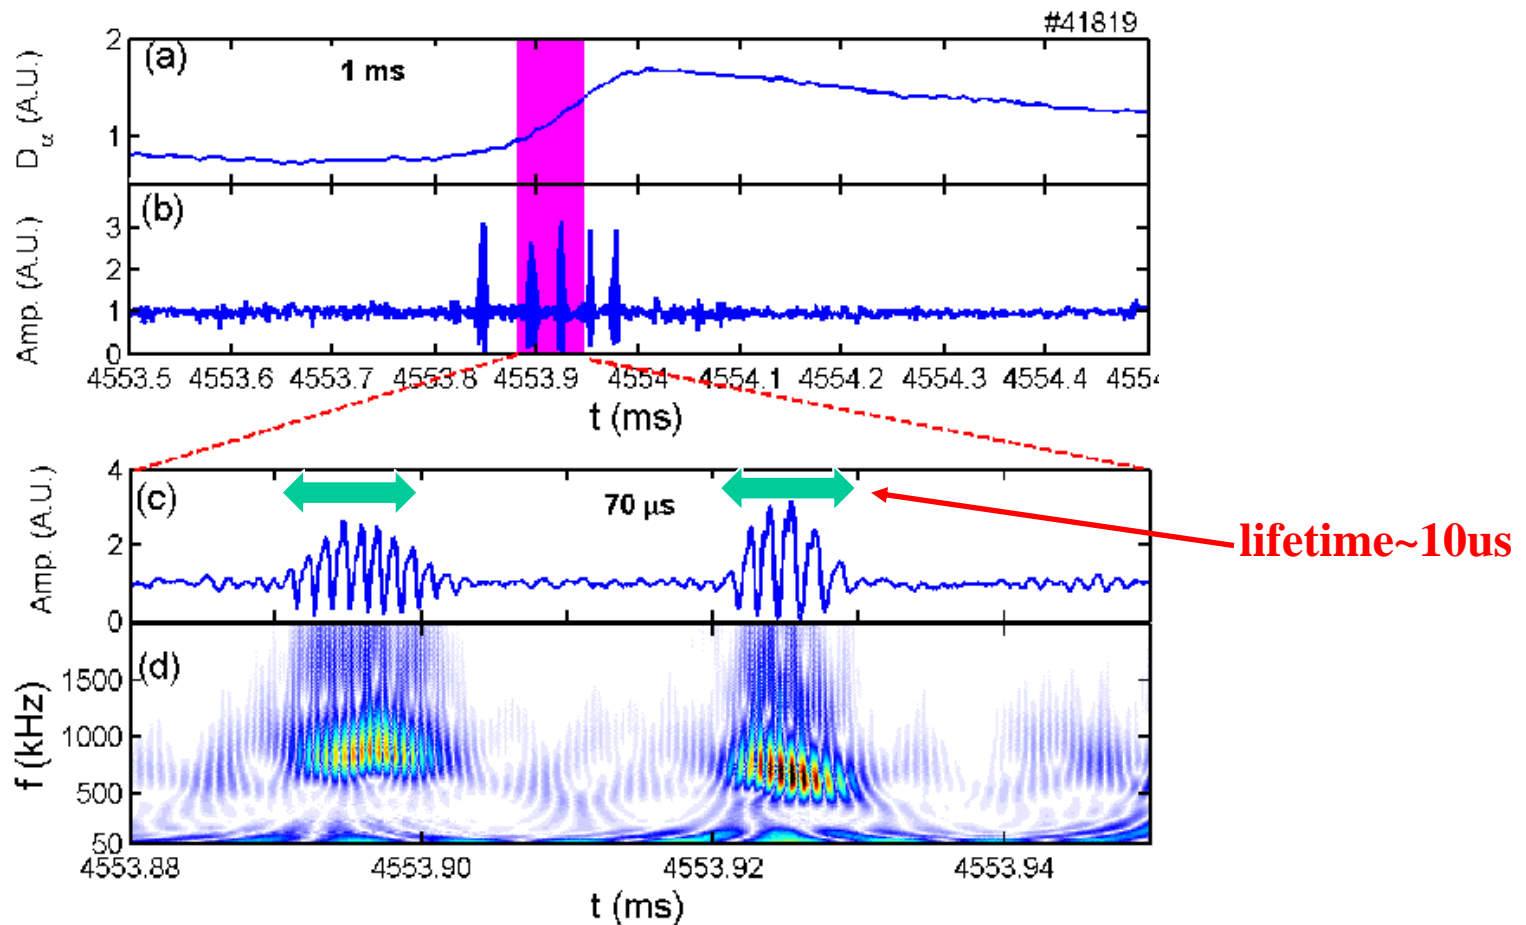 #41819
(a)
1 ms
2
1
D_α (A.U.)
(b)
3
2
1
0
Amp. (A.U.)
4553.5 4553.6 4553.7 4553.8 4553.9 4554 4554.1 4554.2 4554.3 4554.4 4554
t (ms)
(c)
70 μs
4
2
0
Amp. (A.U.)
lifetime~10us
(d)
1500
1000
500
50
f (kHz)
4553.88 4553.90 4553.92 4553.94
t (ms)